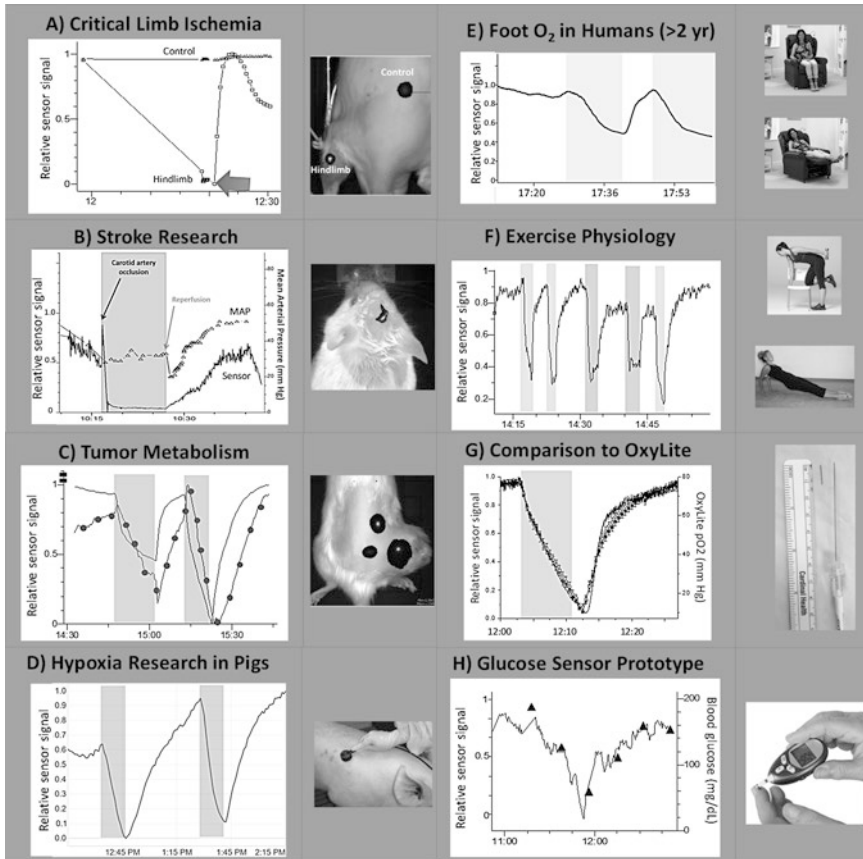 A) Critical Limb Ischemia
Relative sensor signal
1
0.5
0
Control
Hindlimb
12
12:30
Control
Hindlimb
B) Stroke Research
Relative sensor signal
1.0
0.5
0
Carotid artery
occlusion
Reperfusion
MAP
Sensor
80
60
40
20
0
Mean Arterial Pressure (mm Hg)
10:15
10:30
C) Tumor Metabolism
Relative sensor signal
1
0.5
0
14:30
15:00
15:30
D) Hypoxia Research in Pigs
Relative sensor signal
1.0
0.9
0.8
0.7
0.6
0.5
0.4
0.3
0.2
0.1
0.0
12:45 PM
1:15 PM
1:45 PM
2:15 PM
E) Foot O₂ in Humans (>2 yr)
Relative sensor signal
1.0
0.8
0.6
0.4
0.2
0
17:20
17:36
17:53
F) Exercise Physiology
Relative sensor signal
0.8
0.6
0.4
0.2
14:15
14:30
14:45
G) Comparison to OxyLite
Relative sensor signal
1.0
0.8
0.6
0.4
0.2
0.0
80
60
40
20
OxyLite pO2 (mm Hg)
12:00
12:10
12:20
Cardinal Health
H) Glucose Sensor Prototype
Relative sensor signal
1
0.5
0
200
100
0
Blood glucose (mg/dL)
11:00
12:00